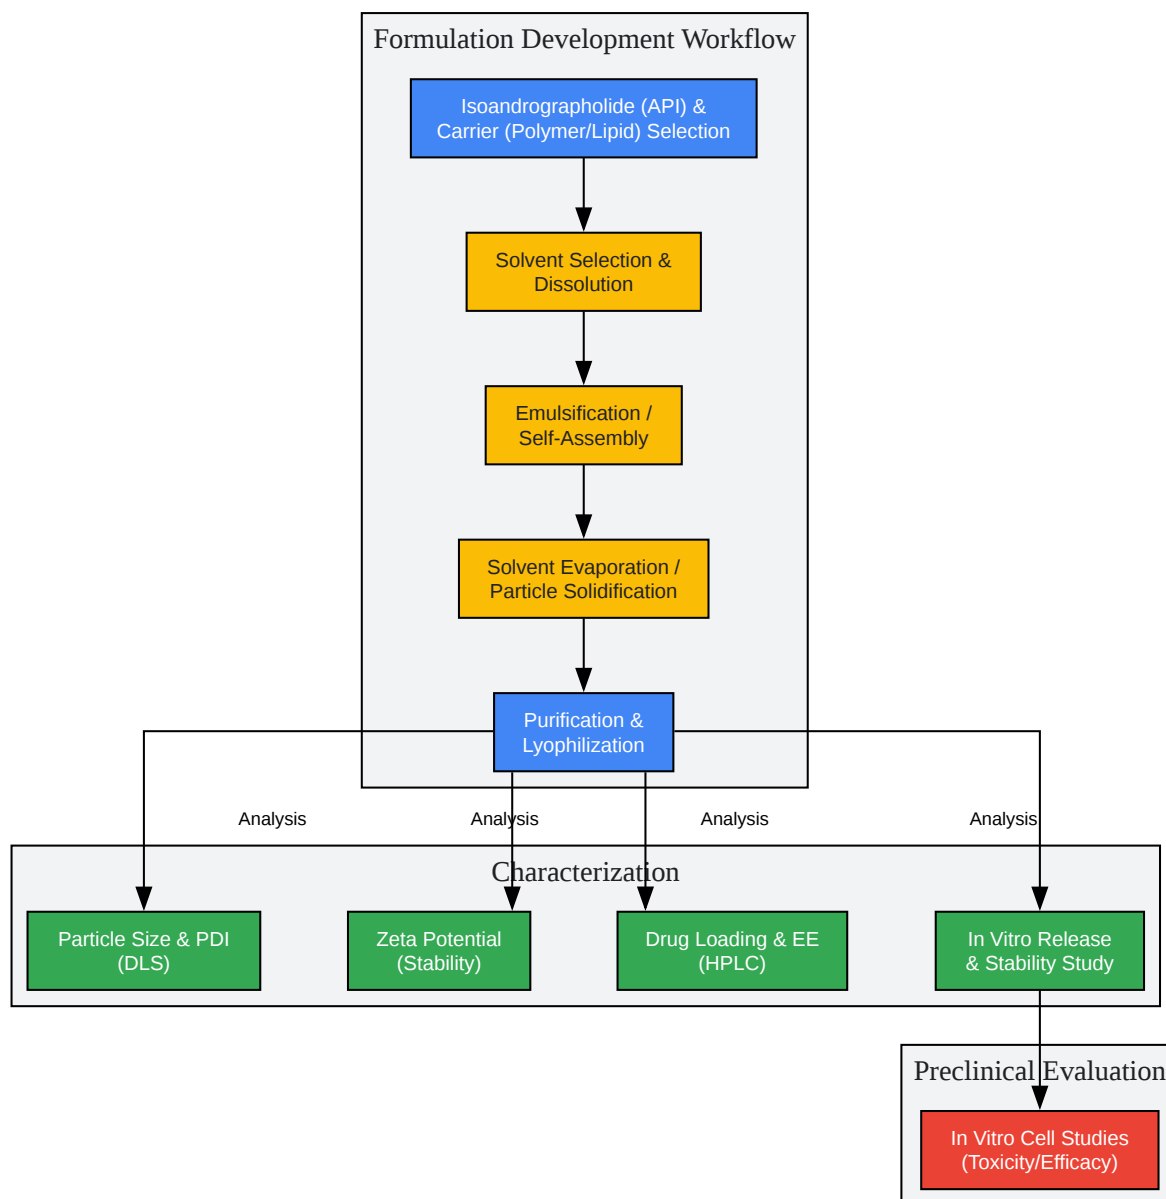 Formulation Development Workflow
Isoandrographolide (API) &
Carrier (Polymer/Lipid) Selection
Solvent Selection &
Dissolution
Emulsification /
Self-Assembly
Solvent Evaporation /
Particle Solidification
Purification &
Lyophilization
Analysis
Analysis
Analysis
Analysis
Characterization
Particle Size & PDI
(DLS)
Zeta Potential
(Stability)
Drug Loading & EE
(HPLC)
In Vitro Release
& Stability Study
Preclinical Evaluation
In Vitro Cell Studies
(Toxicity/Efficacy)